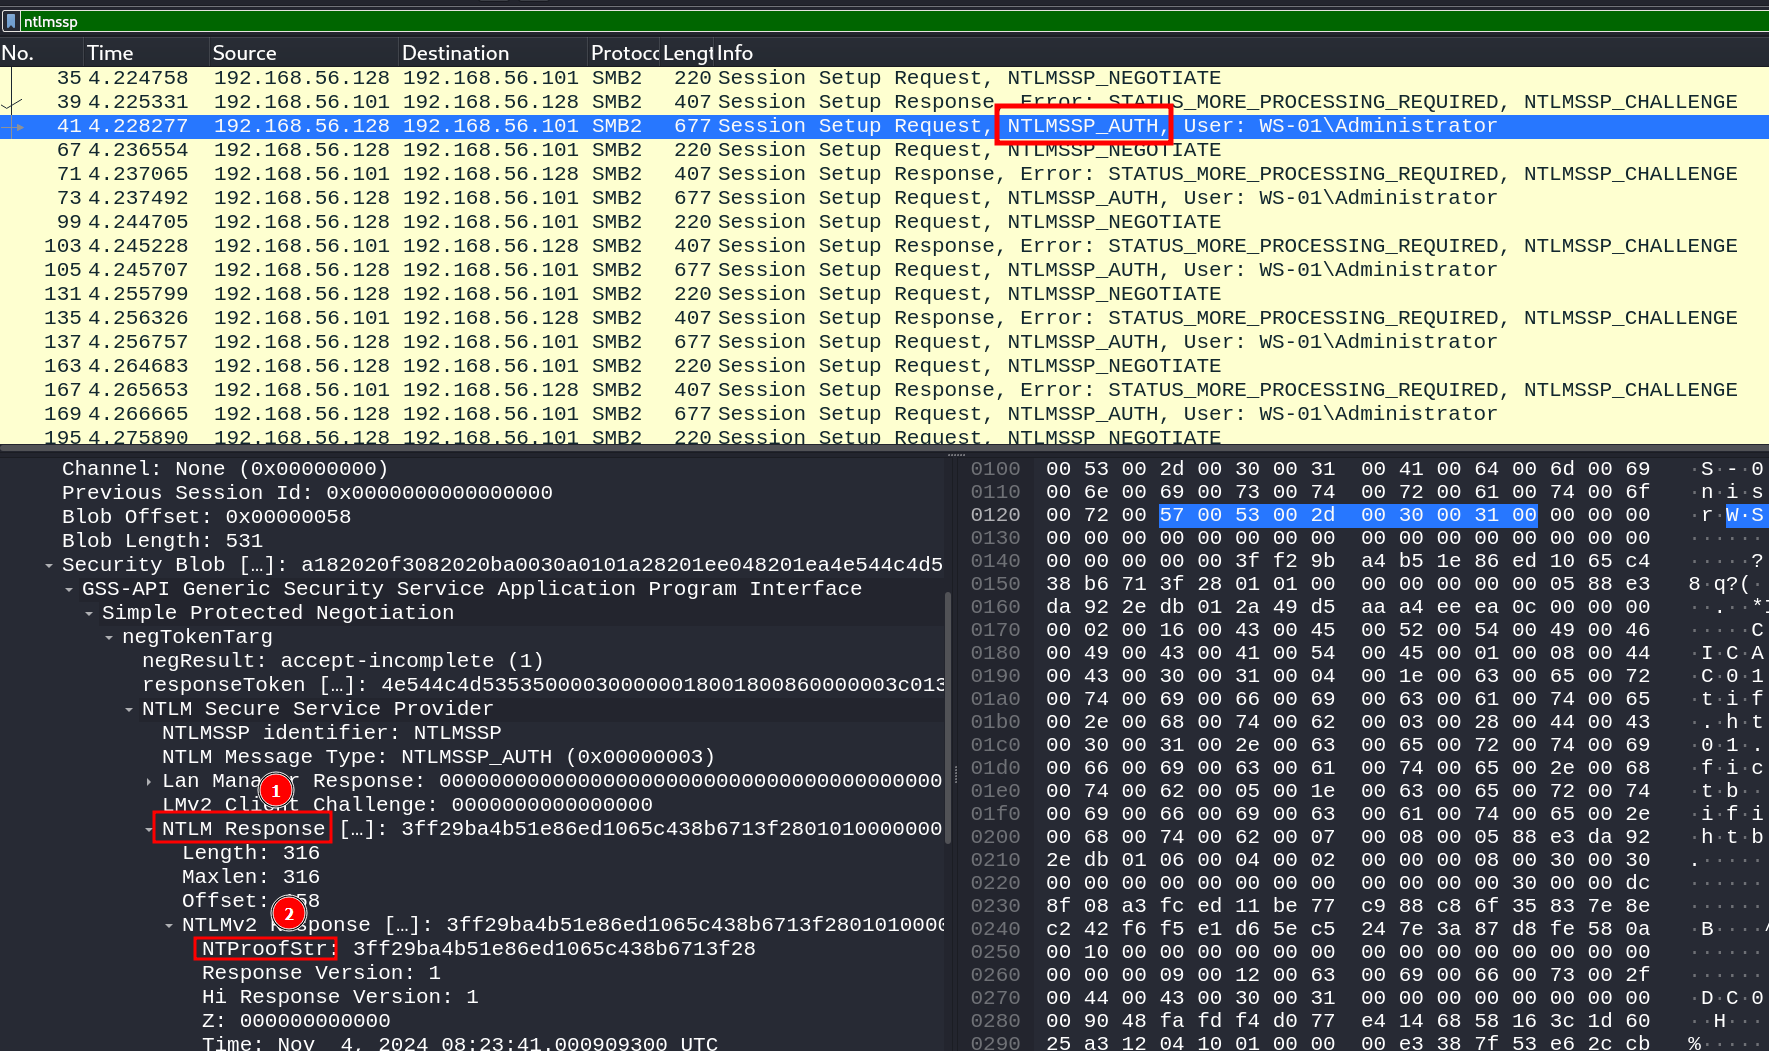 ntlmssp
No. Time Source Destination Protocc Lengt Info
35 4.224758 192.168.56.128 192.168.56.101 SMB2 220 Session Setup Request, NTLMSSP_NEGOTIATE
39 4.225331 192.168.56.101 192.168.56.128 SMB2 407 Session Setup Response, Error: STATUS_MORE_PROCESSING_REQUIRED, NTLMSSP_CHALLENGE
41 4.228277 192.168.56.128 192.168.56.101 SMB2 677 Session Setup Request, NTLMSSP_AUTH, User: WS-01\Administrator
67 4.236554 192.168.56.128 192.168.56.101 SMB2 220 Session Setup Request, NTLMSSP_NEGOTIATE
71 4.237065 192.168.56.101 192.168.56.128 SMB2 407 Session Setup Response, Error: STATUS_MORE_PROCESSING_REQUIRED, NTLMSSP_CHALLENGE
73 4.237492 192.168.56.128 192.168.56.101 SMB2 677 Session Setup Request, NTLMSSP_AUTH, User: WS-01\Administrator
99 4.244705 192.168.56.128 192.168.56.101 SMB2 220 Session Setup Request, NTLMSSP_NEGOTIATE
103 4.245228 192.168.56.101 192.168.56.128 SMB2 407 Session Setup Response, Error: STATUS_MORE_PROCESSING_REQUIRED, NTLMSSP_CHALLENGE
105 4.245707 192.168.56.128 192.168.56.101 SMB2 677 Session Setup Request, NTLMSSP_AUTH, User: WS-01\Administrator
131 4.255799 192.168.56.128 192.168.56.101 SMB2 220 Session Setup Request, NTLMSSP_NEGOTIATE
135 4.256326 192.168.56.101 192.168.56.128 SMB2 407 Session Setup Response, Error: STATUS_MORE_PROCESSING_REQUIRED, NTLMSSP_CHALLENGE
137 4.256757 192.168.56.128 192.168.56.101 SMB2 677 Session Setup Request, NTLMSSP_AUTH, User: WS-01\Administrator
163 4.264683 192.168.56.128 192.168.56.101 SMB2 220 Session Setup Request, NTLMSSP_NEGOTIATE
167 4.265653 192.168.56.101 192.168.56.128 SMB2 407 Session Setup Response, Error: STATUS_MORE_PROCESSING_REQUIRED, NTLMSSP_CHALLENGE
169 4.266665 192.168.56.128 192.168.56.101 SMB2 677 Session Setup Request, NTLMSSP_AUTH, User: WS-01\Administrator
195 4.275890 192.168.56.128 192.168.56.101 SMB2 220 Session Setup Request, NTLMSSP_NEGOTIATE
Channel: None (0x00000000)
Previous Session Id: 0x0000000000000000
Blob Offset: 0x00000058
Blob Length: 531
Security Blob […]: a182020f3082020ba0030a0101a28201ee048201ea4e544c4d5
GSS-API Generic Security Service Application Program Interface
Simple Protected Negotiation
negTokenTarg
negResult: accept-incomplete (1)
responseToken […]: 4e544c4d53535000030000001800180086000000​3c013
NTLM Secure Service Provider
NTLMSSP identifier: NTLMSSP
NTLM Message Type: NTLMSSP_AUTH (0x00000003)
Lan Manager Response: 0000000000000000000000000000000000000000
1
LMv2 Client Challenge: 0000000000000000
NTLM Response […]: 3ff29ba4b51e86ed1065c438b6713f2801010000000
Length: 316
Maxlen: 316
Offset: 58
2
NTLMv2 Response […]: 3ff29ba4b51e86ed1065c438b6713f280101000​0
NTProofStr: 3ff29ba4b51e86ed1065c438b6713f28
Response Version: 1
Hi Response Version: 1
Z: 000000000000
Time: Nov 4, 2024 08:23:41.000909300 UTC
0100 00 53 00 2d 00 30 00 31 00 41 00 64 00 6d 00 69 ·S·-·0
0110 00 6e 00 69 00 73 00 74 00 72 00 61 00 74 00 6f ·n·i·s
0120 00 72 00 57 00 53 00 2d 00 30 00 31 00 00 00 00 ·r·W·S
0130 00 00 00 00 00 00 00 00 00 00 00 00 00 00 00 00 ······
0140 00 00 00 00 00 3f f2 9b a4 b5 1e 86 ed 10 65 c4 ·····?
0150 38 b6 71 3f 28 01 01 00 00 00 00 00 00 05 88 e3 8·q?(·
0160 da 92 2e db 01 2a 49 d5 aa a4 ee ea 0c 00 00 00 ··.··*I
0170 00 02 00 16 00 43 00 45 00 52 00 54 00 49 00 46 ·····C
0180 00 49 00 43 00 41 00 54 00 45 00 01 00 08 00 44 ·I·C·A
0190 00 43 00 30 00 31 00 04 00 1e 00 63 00 65 00 72 ·C·0·1
01a0 00 74 00 69 00 66 00 69 00 63 00 61 00 74 00 65 ·t·i·f
01b0 00 2e 00 68 00 74 00 62 00 03 00 28 00 44 00 43 ·.·h·t
01c0 00 30 00 31 00 2e 00 63 00 65 00 72 00 74 00 69 ·0·1·.
01d0 00 66 00 69 00 63 00 61 00 74 00 65 00 2e 00 68 ·f·i·c
01e0 00 74 00 62 00 05 00 1e 00 63 00 65 00 72 00 74 ·t·b··
01f0 00 69 00 66 00 69 00 63 00 61 00 74 00 65 00 2e ·i·f·i
0200 00 68 00 74 00 62 00 07 00 08 00 05 88 e3 da 92 ·h·t·b
0210 2e db 01 06 00 04 00 02 00 00 00 08 00 30 00 30 .·····
0220 00 00 00 00 00 00 00 00 00 00 00 00 30 00 00 dc ······
0230 8f 08 a3 fc ed 11 be 77 c9 88 c8 6f 35 83 7e 8e ······
0240 c2 42 f6 f5 e1 d6 5e c5 24 7e 3a 87 d8 fe 58 0a ·B····^
0250 00 10 00 00 00 00 00 00 00 00 00 00 00 00 00 00 ······
0260 00 00 00 09 00 12 00 63 00 69 00 66 00 73 00 2f ······
0270 00 44 00 43 00 30 00 31 00 00 00 00 00 00 00 00 ·D·C·0
0280 00 90 48 fa fd f4 d0 77 e4 14 68 58 16 3c 1d 60 ··H···
0290 25 a3 12 04 10 01 00 00 00 e3 38 7f 53 e6 2c cb %·····